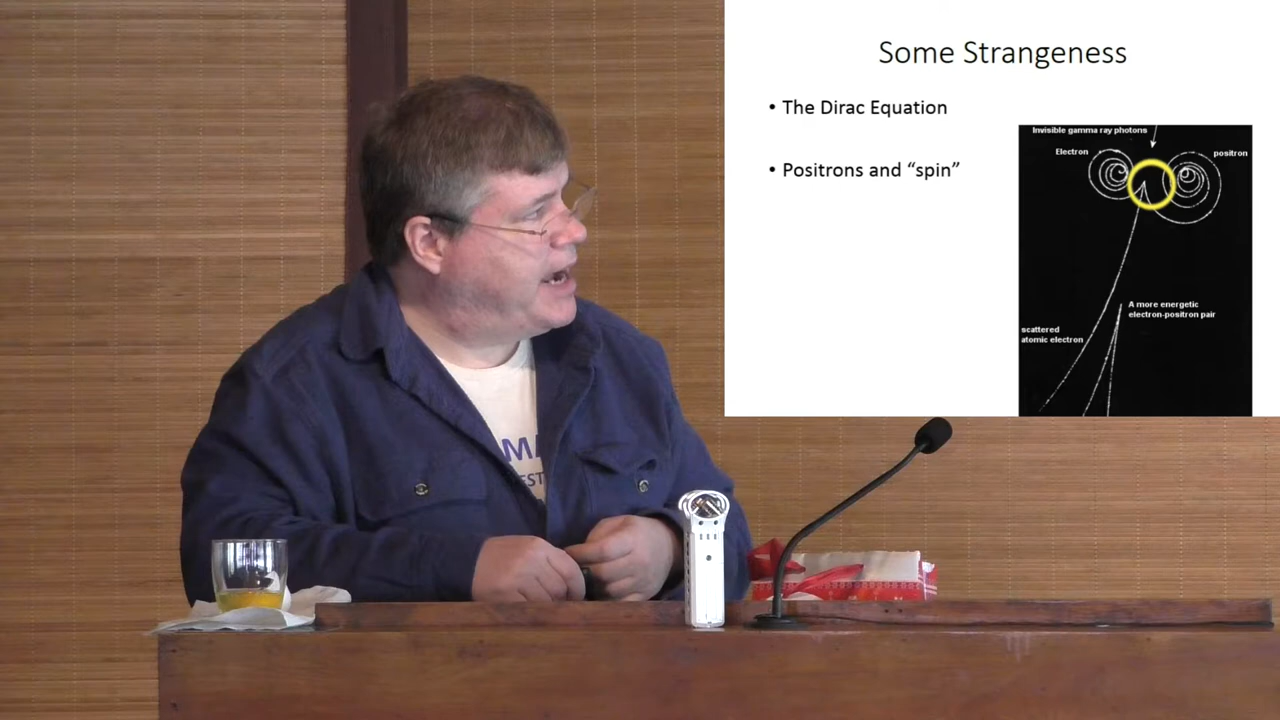 Some Strangeness
• The Dirac Equation
• Positrons and “spin”
Invisible gamma ray photons
Electron
positron
A more energetic
electron-positron pair
scattered
atomic electron